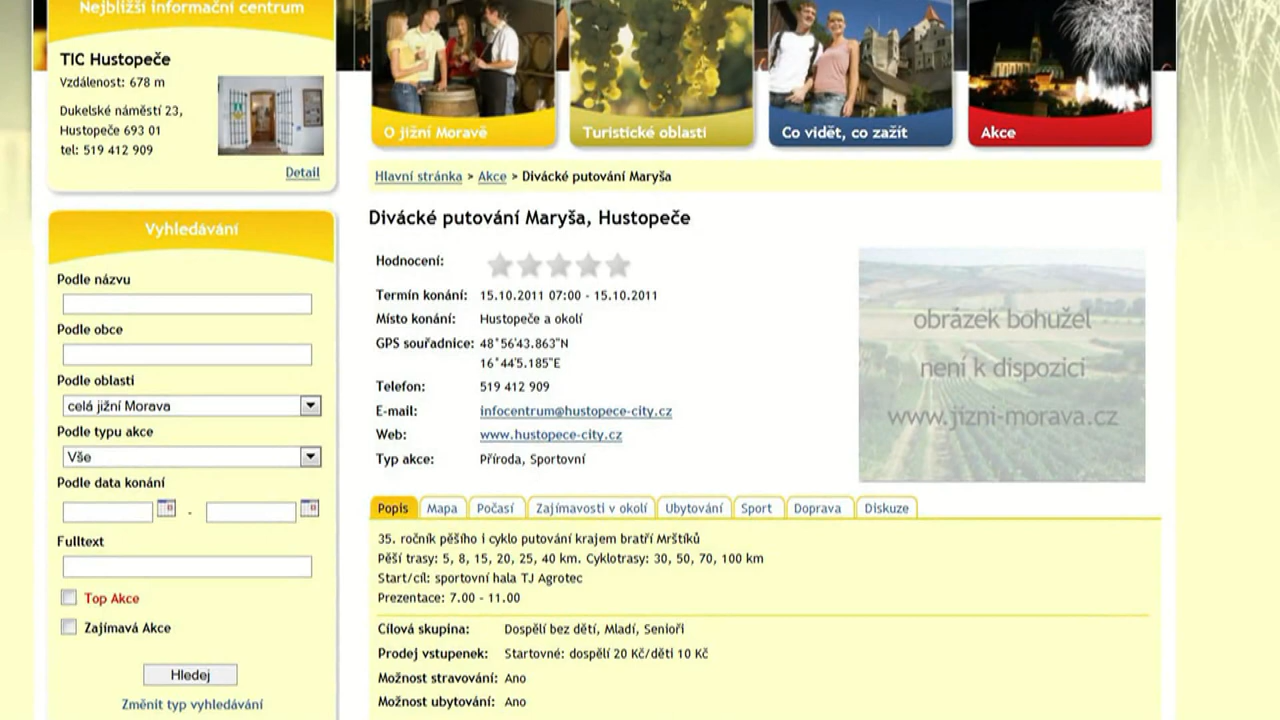 Nejbližší informační centrum
TIC Hustopeče
Vzdálenost: 678 m
Dukelské náměstí 23,
Hustopeče 693 01
tel: 519 412 909
Detail
O jižní Moravě
Turistické oblasti
Co vidět, co zažít
Akce
Hlavní stránka > Akce > Divácké putování Maryša
Vyhledávání
Podle názvu
Podle obce
Podle oblasti
celá jižní Morava
Podle typu akce
Vše
Podle data konání
-
Fulltext
Top Akce
Zajímavá Akce
Hledej
Změnit typ vyhledávání
Divácké putování Maryša, Hustopeče
Hodnocení:
Termín konání: 15.10.2011 07:00 - 15.10.2011
Místo konání: Hustopeče a okolí
GPS souřadnice: 48°56'43.863"N
16°44'5.185"E
Telefon: 519 412 909
E-mail: infocentrum@hustopece-city.cz
Web: www.hustopece-city.cz
Typ akce: Příroda, Sportovní
obrázek bohužel
není k dispozici
www.jizni-morava.cz
Popis Mapa Počasí Zajímavosti v okolí Ubytování Sport Doprava Diskuze
35. ročník pěšího i cyklo putování krajem bratří Mrštíků
Pěší trasy: 5, 8, 15, 20, 25, 40 km. Cyklotrasy: 30, 50, 70, 100 km
Start/cíl: sportovní hala TJ Agrotec
Prezentace: 7.00 - 11.00
Cílová skupina: Dospělí bez dětí, Mladí, Senioři
Prodej vstupenek: Startovné: dospělí 20 Kč/děti 10 Kč
Možnost stravování: Ano
Možnost ubytování: Ano